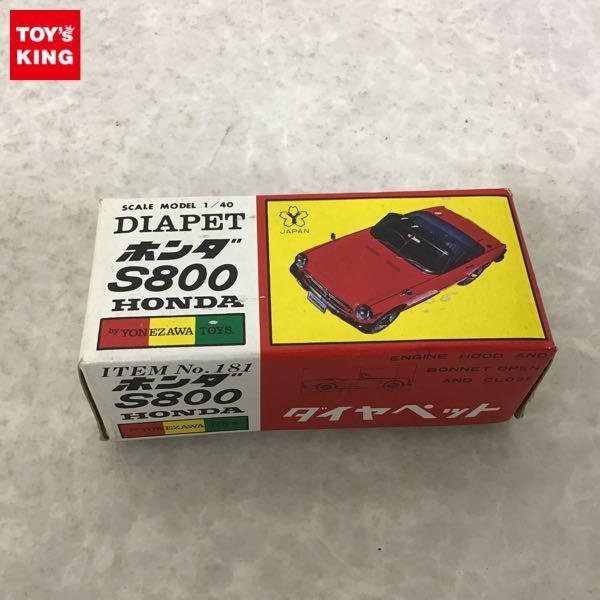 TOY'S
KING
SCALE MODEL 1/40
DIAPET
ホンダ
S800
HONDA
by YONEZAWA TOYS.
JAPAN
ITEM No. 181
ホンダ
S800
HONDA
by YONEZAWA TOYS.
ENGINE HOOD AND
BONNET OPEN
AND CLOSE
ダイヤペット